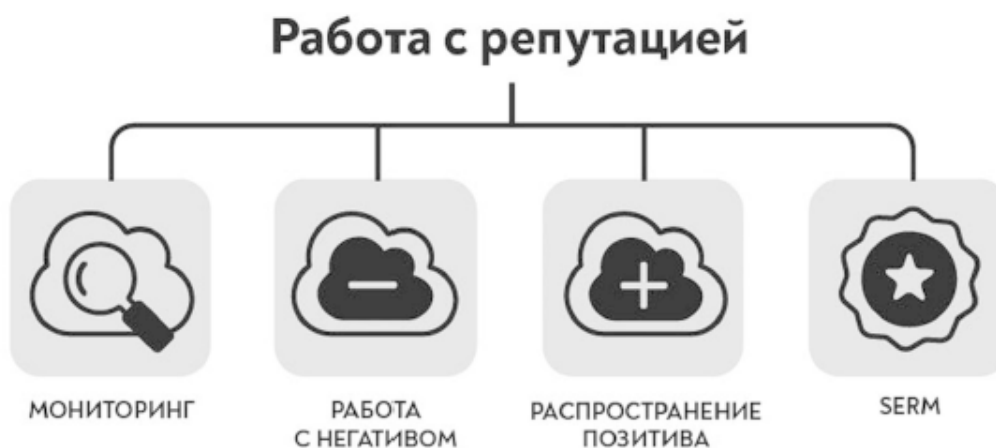 Работа с репутацией
МОНИТОРИНГ
РАБОТА
С НЕГАТИВОМ
РАСПРОСТРАНЕНИЕ
ПОЗИТИВА
SERM